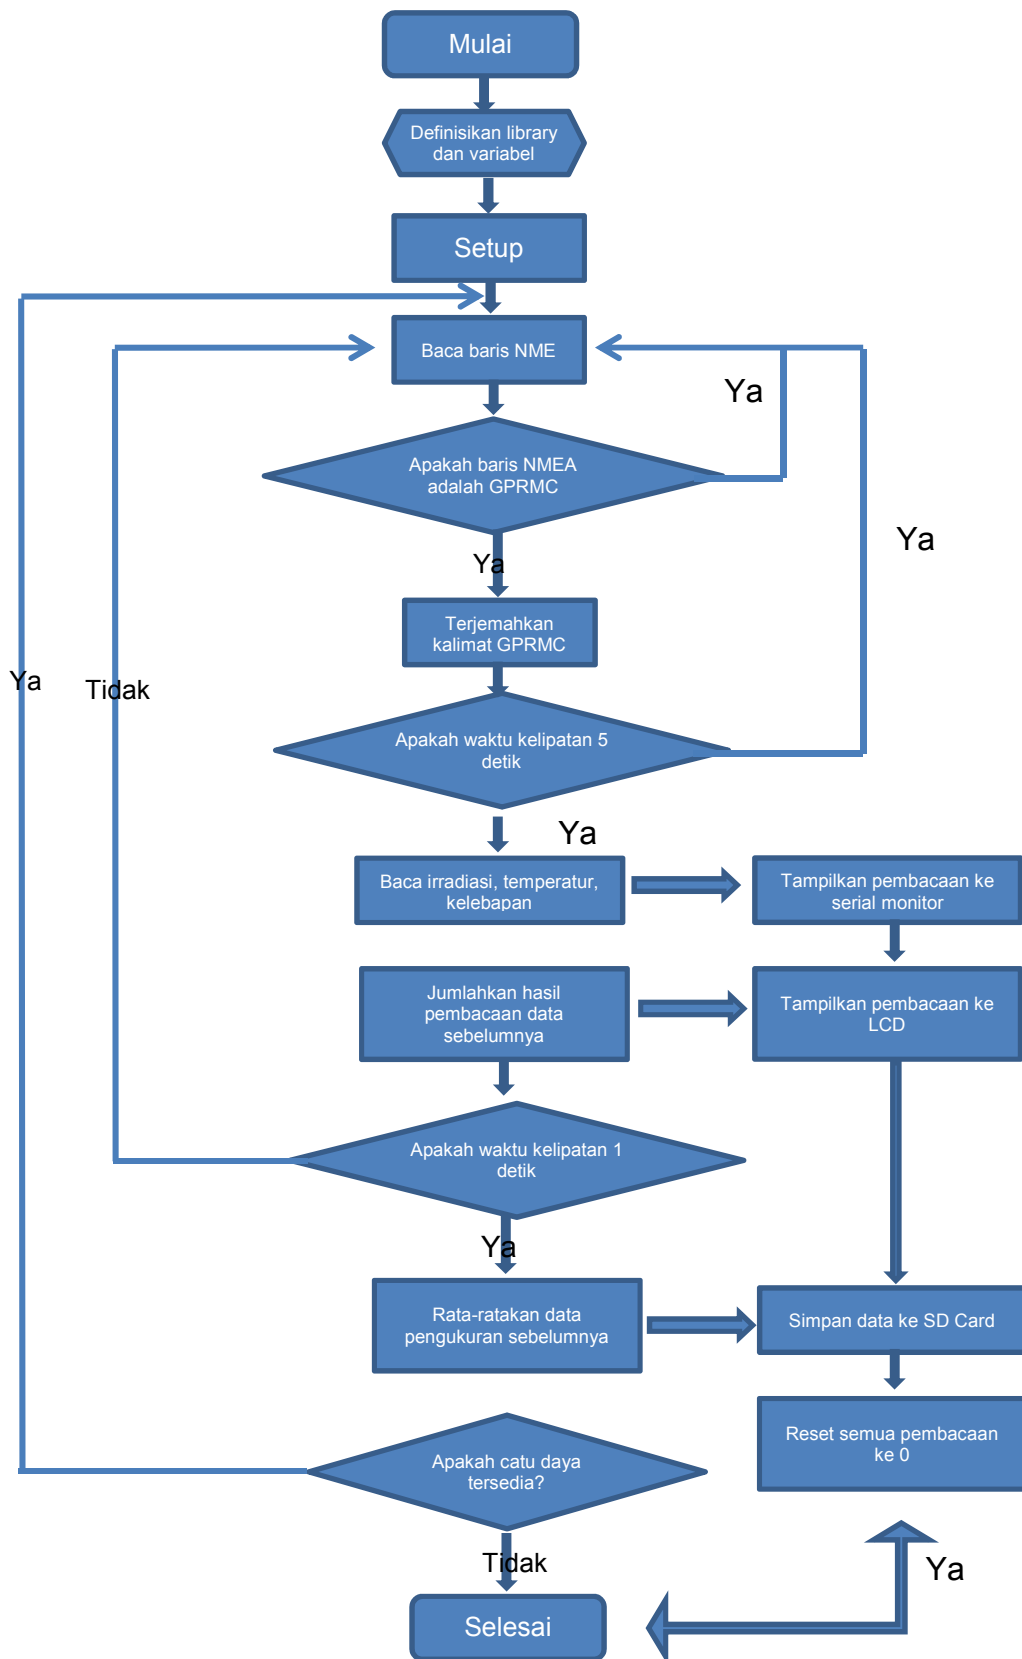 Mulai
Definisikan library
dan variabel
Setup
Baca baris NME
Ya
Apakah baris NMEA
adalah GPRMC
Ya
Ya
Terjemahkan
kalimat GPRMC
Ya
Tidak
Apakah waktu kelipatan 5
detik
Ya
Baca irradiasi, temperatur,
kelebapan
Tampilkan pembacaan ke
serial monitor
Jumlahkan hasil
pembacaan data
sebelumnya
Tampilkan pembacaan ke
LCD
Apakah waktu kelipatan 1
detik
Ya
Rata-ratakan data
pengukuran sebelumnya
Simpan data ke SD Card
Apakah catu daya
tersedia?
Reset semua pembacaan
ke 0
Tidak
Ya
Selesai